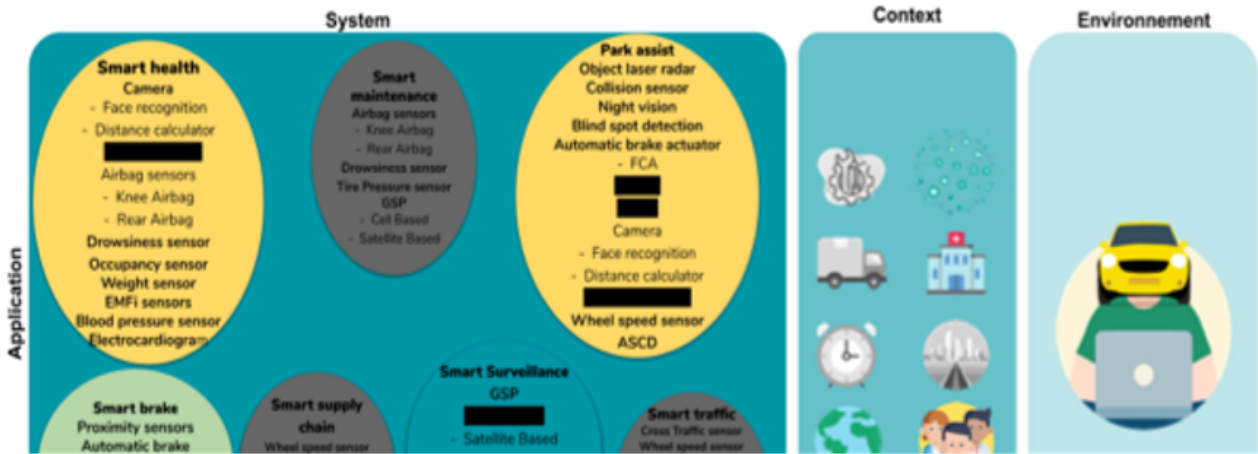 System
Context
Environnement
Application
Smart health
Camera
- Face recognition
- Distance calculator
Airbag sensors
- Knee Airbag
- Rear Airbag
Drowsiness sensor
Occupancy sensor
Weight sensor
EMFi sensors
Blood pressure sensor
Electrocardiogram
Smart
maintenance
Airbag sensors
- Knee Airbag
- Rear Airbag
Drowsiness sensor
Tire Pressure sensor
GSP
- Cell Based
- Satellite Based
Park assist
Object laser radar
Collision sensor
Night vision
Blind spot detection
Automatic brake actuator
- FCA
Camera
- Face recognition
- Distance calculator
Wheel speed sensor
ASCD
Smart brake
Proximity sensors
Automatic brake
Smart supply
chain
Wheel speed sensor
Smart Surveillance
GSP
- Satellite Based
Smart traffic
Cross Traffic sensor
Wheel speed sensor